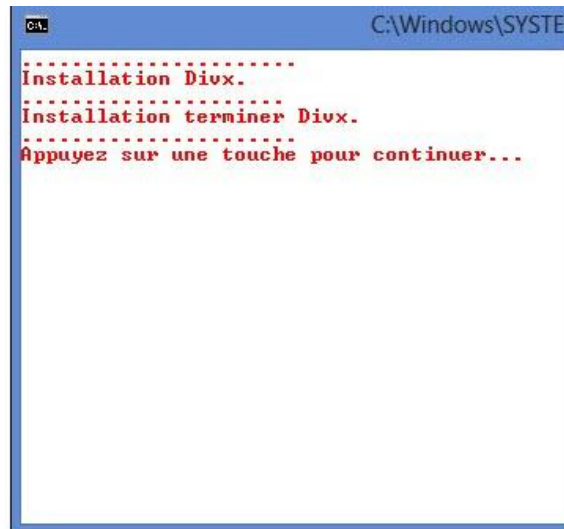 C:\Windows\SYSTE
......................
Installation Divx.
.....................
Installation terminer Divx.
......................
Appuyez sur une touche pour continuer...